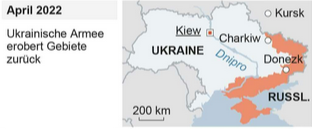 April 2022
Ukrainische Armee
erobert Gebiete
zurück
Kursk
Kiew
Charkiw
UKRAINE
Dnipro
Donezk
RUSSL.
200 km